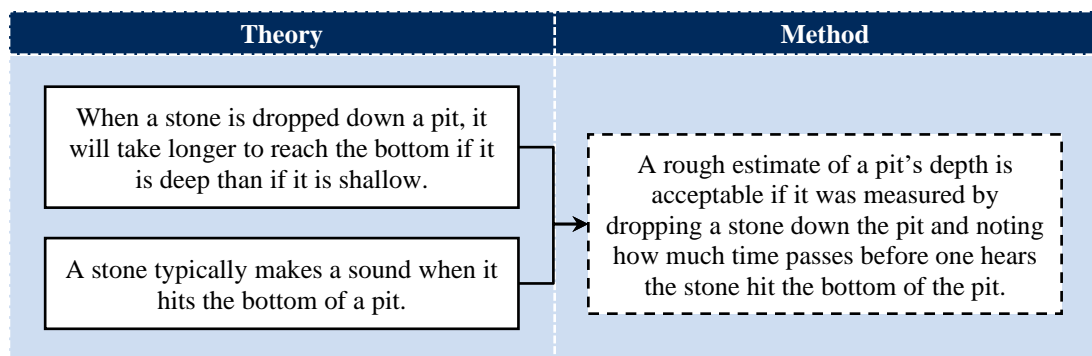 Theory
Method
When a stone is dropped down a pit, it
will take longer to reach the bottom if it
is deep than if it is shallow.
A stone typically makes a sound when it
hits the bottom of a pit.
A rough estimate of a pit’s depth is
acceptable if it was measured by
dropping a stone down the pit and noting
how much time passes before one hears
the stone hit the bottom of the pit.